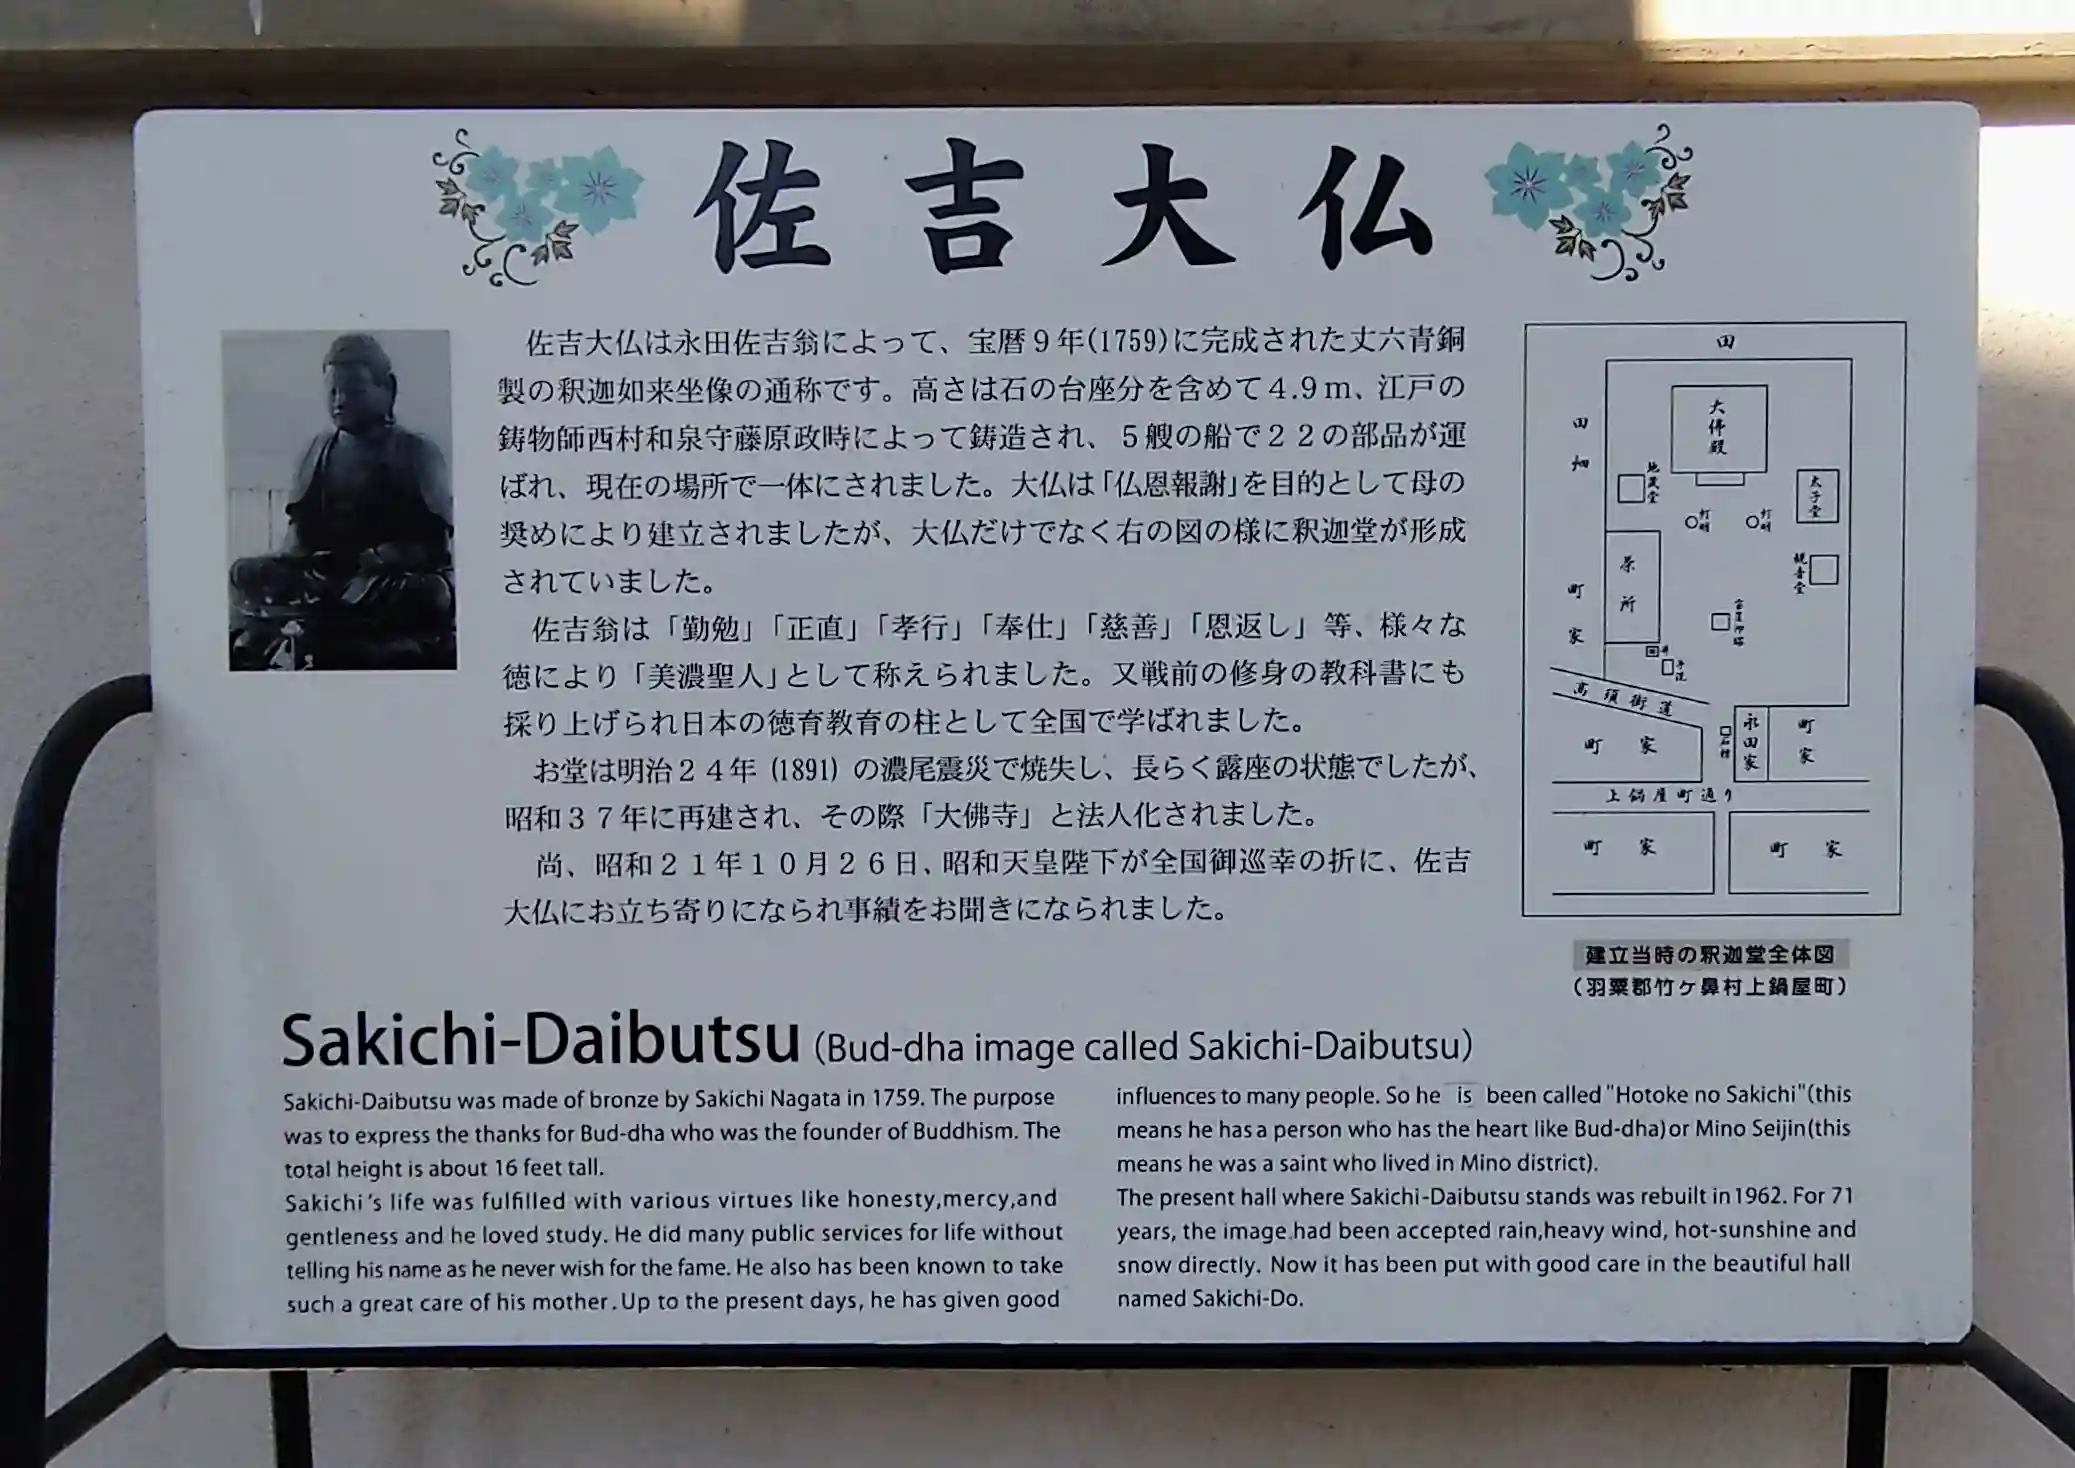 佐吉大仏
佐吉大仏は永田佐吉翁によって、宝暦9年(1759)に完成された丈六青銅
製の釈迦如来坐像の通称です。高さは石の台座分を含めて4.9m、江戸の
鋳物師西村和泉守藤原政時によって鋳造され、5艘の船で22の部品が運
ばれ、現在の場所で一体にされました。大仏は「仏恩報謝」を目的として母の
奨めにより建立されましたが、大仏だけでなく右の図の様に釈迦堂が形成
されていました。
佐吉翁は「勤勉」「正直」「孝行」「奉仕」「慈善」「恩返し」等、様々な
徳により「美濃聖人」として称えられました。又戦前の修身の教科書にも
採り上げられ日本の徳育教育の柱として全国で学ばれました。
お堂は明治24年(1891)の濃尾震災で焼失し、長らく露座の状態でしたが、
昭和37年に再建され、その際「大佛寺」と法人化されました。
尚、昭和21年10月26日、昭和天皇陛下が全国御巡幸の折に、佐吉
大仏にお立ち寄りになられ事績をお聞きになられました。
田
大佛殿
田畑
地蔵堂
太子堂
灯明
灯明
観音堂
茶所
町家
高須街道
町家
永田家
町家
上鍋屋町通り
町家
町家
建立当時の釈迦堂全体図
(羽栗郡竹ヶ鼻村上鍋屋町)
Sakichi-Daibutsu (Bud-dha image called Sakichi-Daibutsu)
Sakichi-Daibutsu was made of bronze by Sakichi Nagata in 1759. The purpose
was to express the thanks for Bud-dha who was the founder of Buddhism. The
total height is about 16 feet tall.
Sakichi's life was fulfilled with various virtues like honesty,mercy,and
gentleness and he loved study. He did many public services for life without
telling his name as he never wish for the fame. He also has been known to take
such a great care of his mother. Up to the present days, he has given good
influences to many people. So he is been called "Hotoke no Sakichi"(this
means he has a person who has the heart like Bud-dha)or Mino Seijin(this
means he was a saint who lived in Mino district).
The present hall where Sakichi-Daibutsu stands was rebuilt in 1962. For 71
years, the image had been accepted rain,heavy wind, hot-sunshine and
snow directly. Now it has been put with good care in the beautiful hall
named Sakichi-Do.